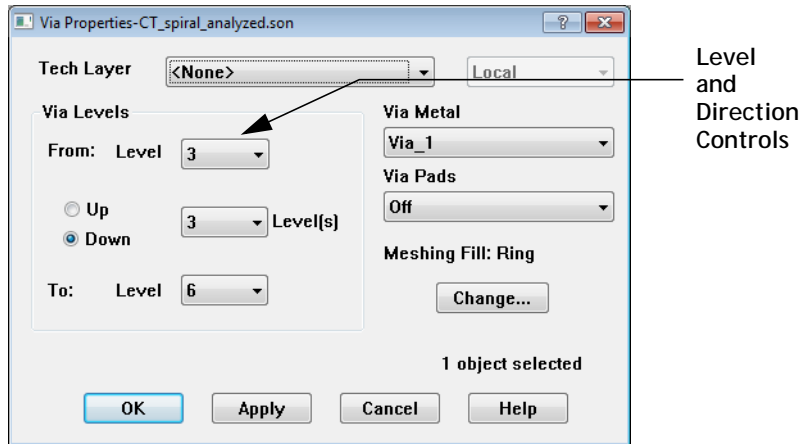 Via Properties-CT_spiral_analyzed.son
Tech Layer <None> Local
Via Levels
From: Level 3
Up
Down
3 Level(s)
To: Level 6
Via Metal
Via_1
Via Pads
Off
Meshing Fill: Ring
Change...
1 object selected
OK Apply Cancel Help
Level
and
Direction
Controls